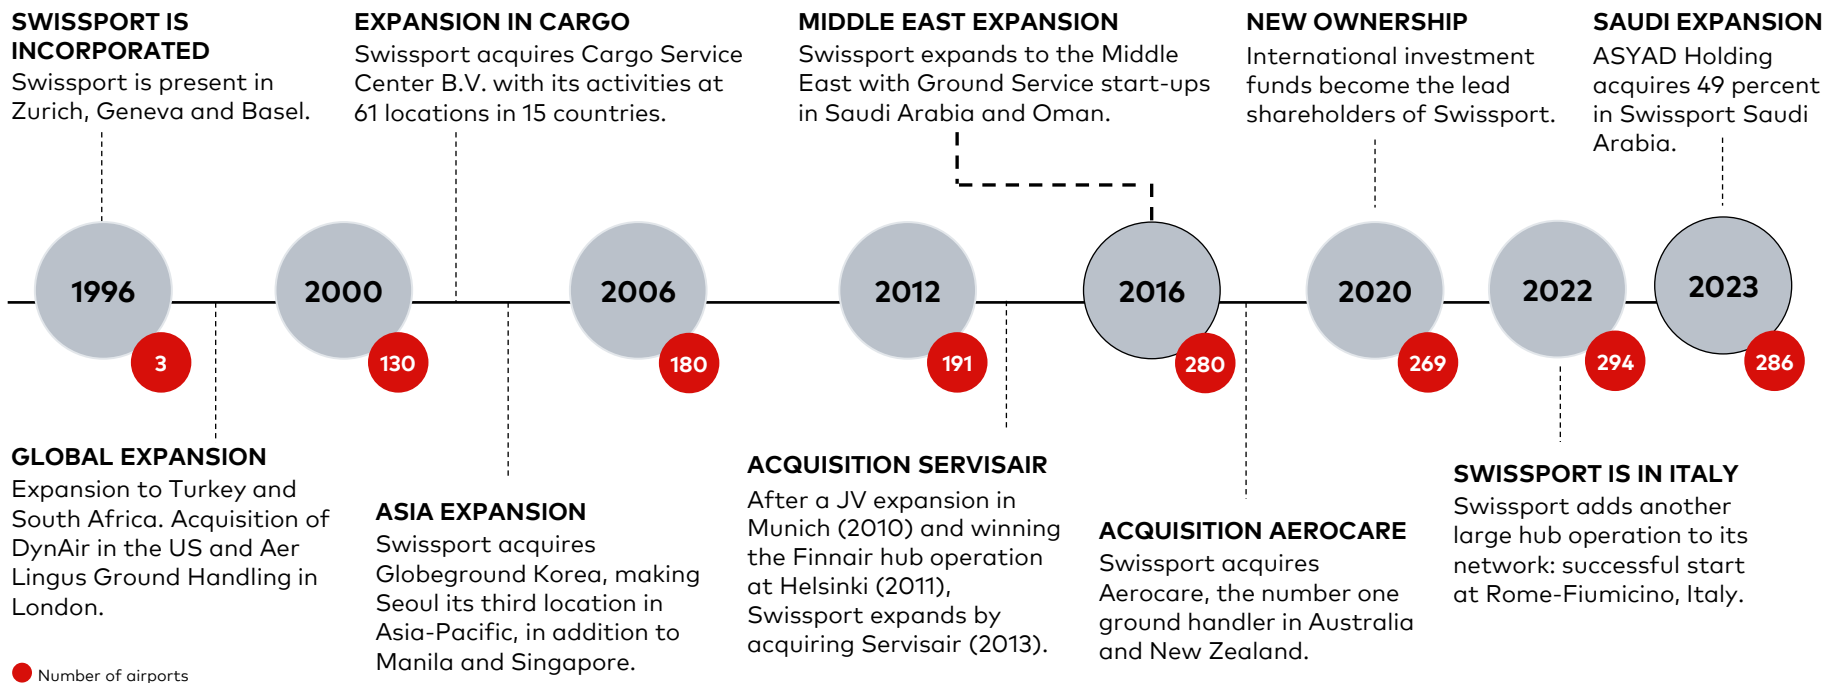 SWISSPORT IS
INCORPORATED
Swissport is present in
Zurich, Geneva and Basel.
EXPANSION IN CARGO
Swissport acquires Cargo Service
Center B.V. with its activities at
61 locations in 15 countries.
MIDDLE EAST EXPANSION
Swissport expands to the Middle
East with Ground Service start-ups
in Saudi Arabia and Oman.
NEW OWNERSHIP
International investment
funds become the lead
shareholders of Swissport.
SAUDI EXPANSION
ASYAD Holding
acquires 49 percent
in Swissport Saudi
Arabia.
1996
3
2000
130
2006
180
2012
191
2016
280
2020
269
2022
294
2023
286
GLOBAL EXPANSION
Expansion to Turkey and
South Africa. Acquisition of
DynAir in the US and Aer
Lingus Ground Handling in
London.
ASIA EXPANSION
Swissport acquires
Globeground Korea, making
Seoul its third location in
Asia-Pacific, in addition to
Manila and Singapore.
ACQUISITION SERVISAIR
After a JV expansion in
Munich (2010) and winning
the Finnair hub operation
at Helsinki (2011),
Swissport expands by
acquiring Servisair (2013).
ACQUISITION AEROCARE
Swissport acquires
Aerocare, the number one
ground handler in Australia
and New Zealand.
SWISSPORT IS IN ITALY
Swissport adds another
large hub operation to its
network: successful start
at Rome-Fiumicino, Italy.
Number of airports